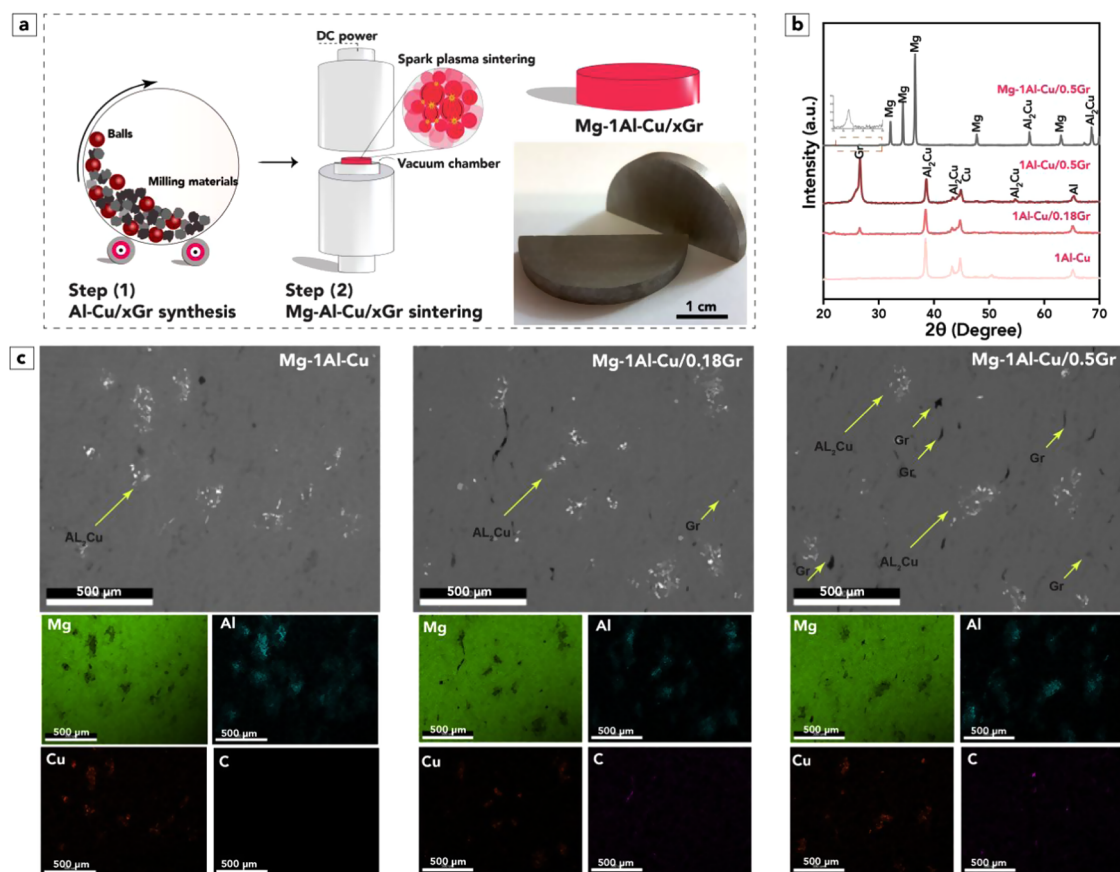 a
DC power
Spark plasma sintering
Balls
Milling materials
Vacuum chamber
Mg-1Al-Cu/xGr
1 cm
Step (1)
Al-Cu/xGr synthesis
Step (2)
Mg-Al-Cu/xGr sintering
b
Intensity (a.u.)
Mg
Mg
Mg
Mg
Al2Cu
Mg
Al2Cu
Mg-1Al-Cu/0.5Gr
Gr
Al2Cu
Al2Cu
Cu
Al2Cu
Al
1Al-Cu/0.5Gr
1Al-Cu/0.18Gr
1Al-Cu
20 30 40 50 60 70
2θ (Degree)
c
Mg-1Al-Cu
AL2Cu
500 µm
Mg-1Al-Cu/0.18Gr
AL2Cu
Gr
500 µm
Mg-1Al-Cu/0.5Gr
AL2Cu
Gr
Gr
Gr
Gr
AL2Cu
Gr
500 µm
Mg
500 µm
Al
500 µm
Mg
500 µm
Al
500 µm
Mg
500 µm
Al
500 µm
Cu
500 µm
C
500 µm
Cu
500 µm
C
500 µm
Cu
500 µm
C
500 µm